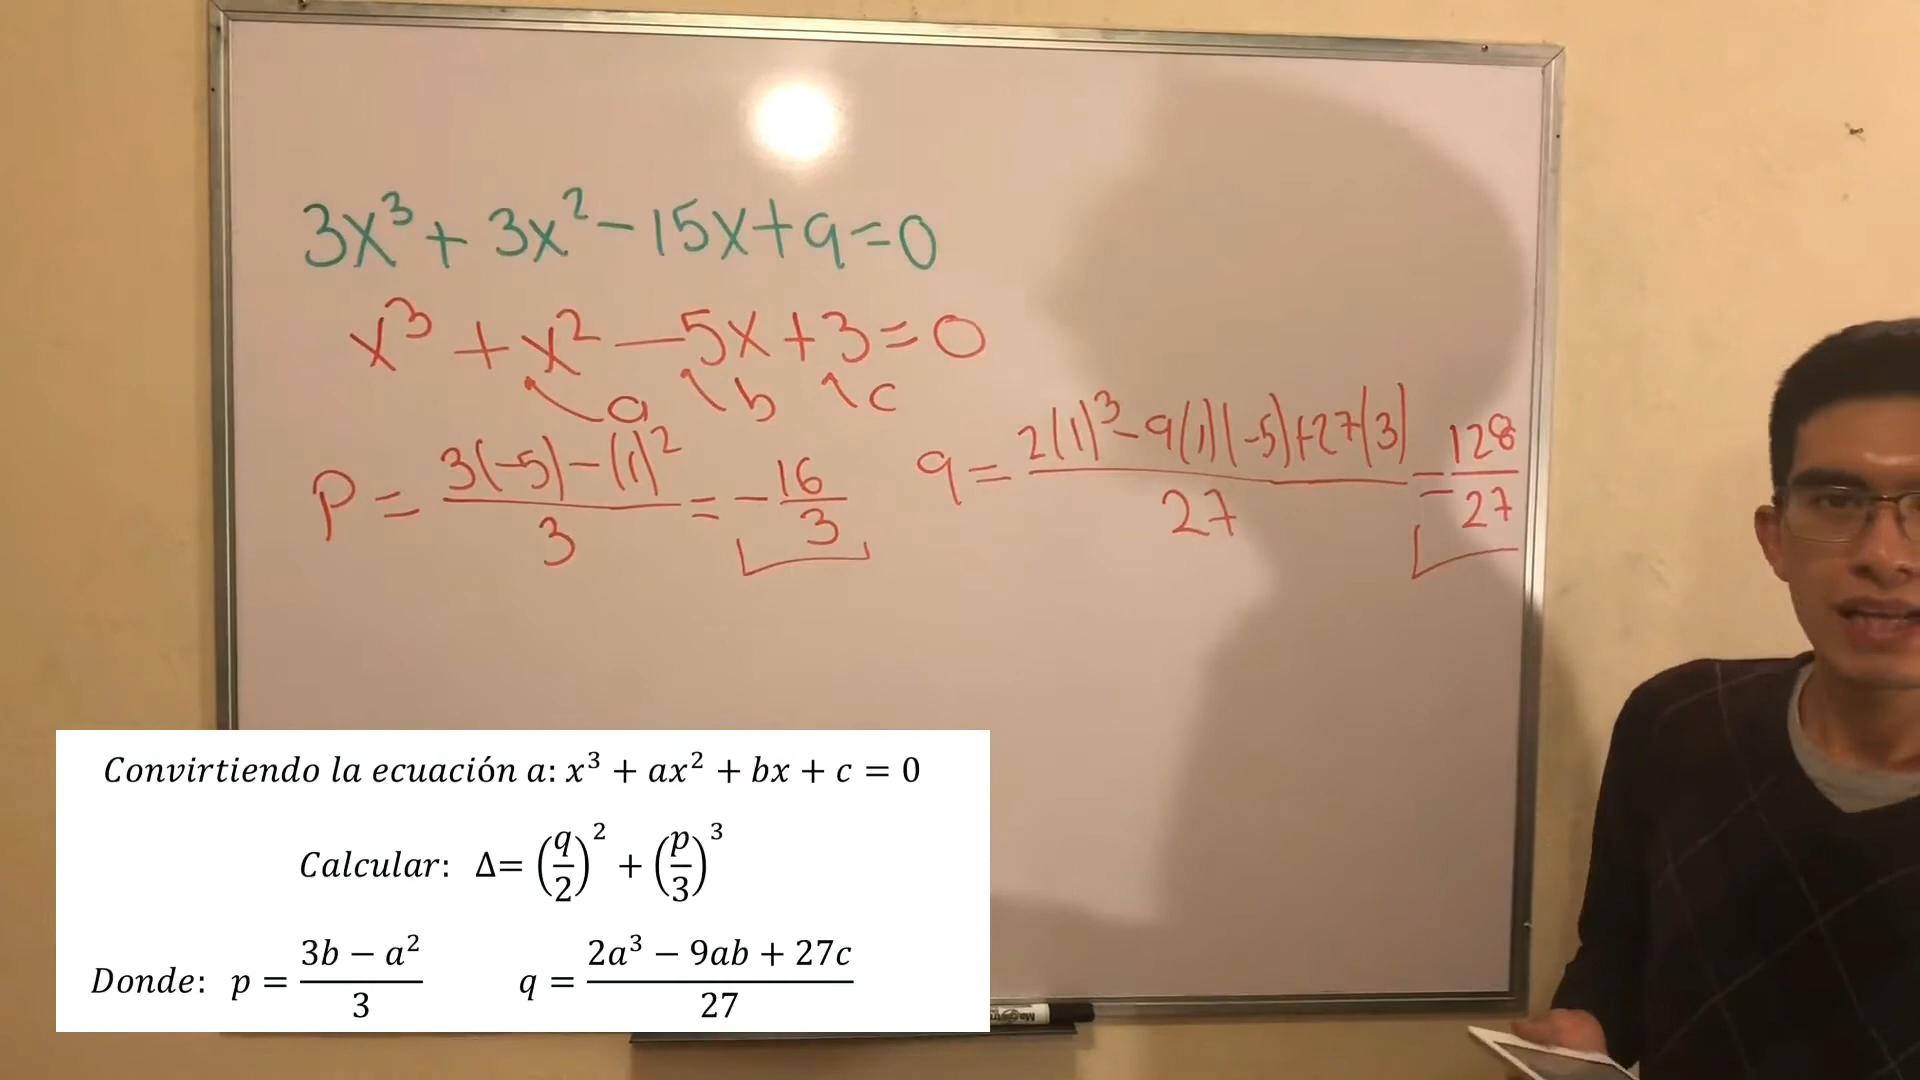 3x³ + 3x² - 15x + 9 = 0
x³ + x² - 5x + 3 = 0
a b c
P = 3(-5) - (1)² / 3 = - 16/3
q = 2(1)³ - 9(1)(-5) + 27(3) / 27 = 128/27
Convirtiendo la ecuación a: x³ + ax² + bx + c = 0
Calcular: Δ= (q/2)² + (p/3)³
Donde: p = 3b − a² / 3 q = 2a³ − 9ab + 27c / 27